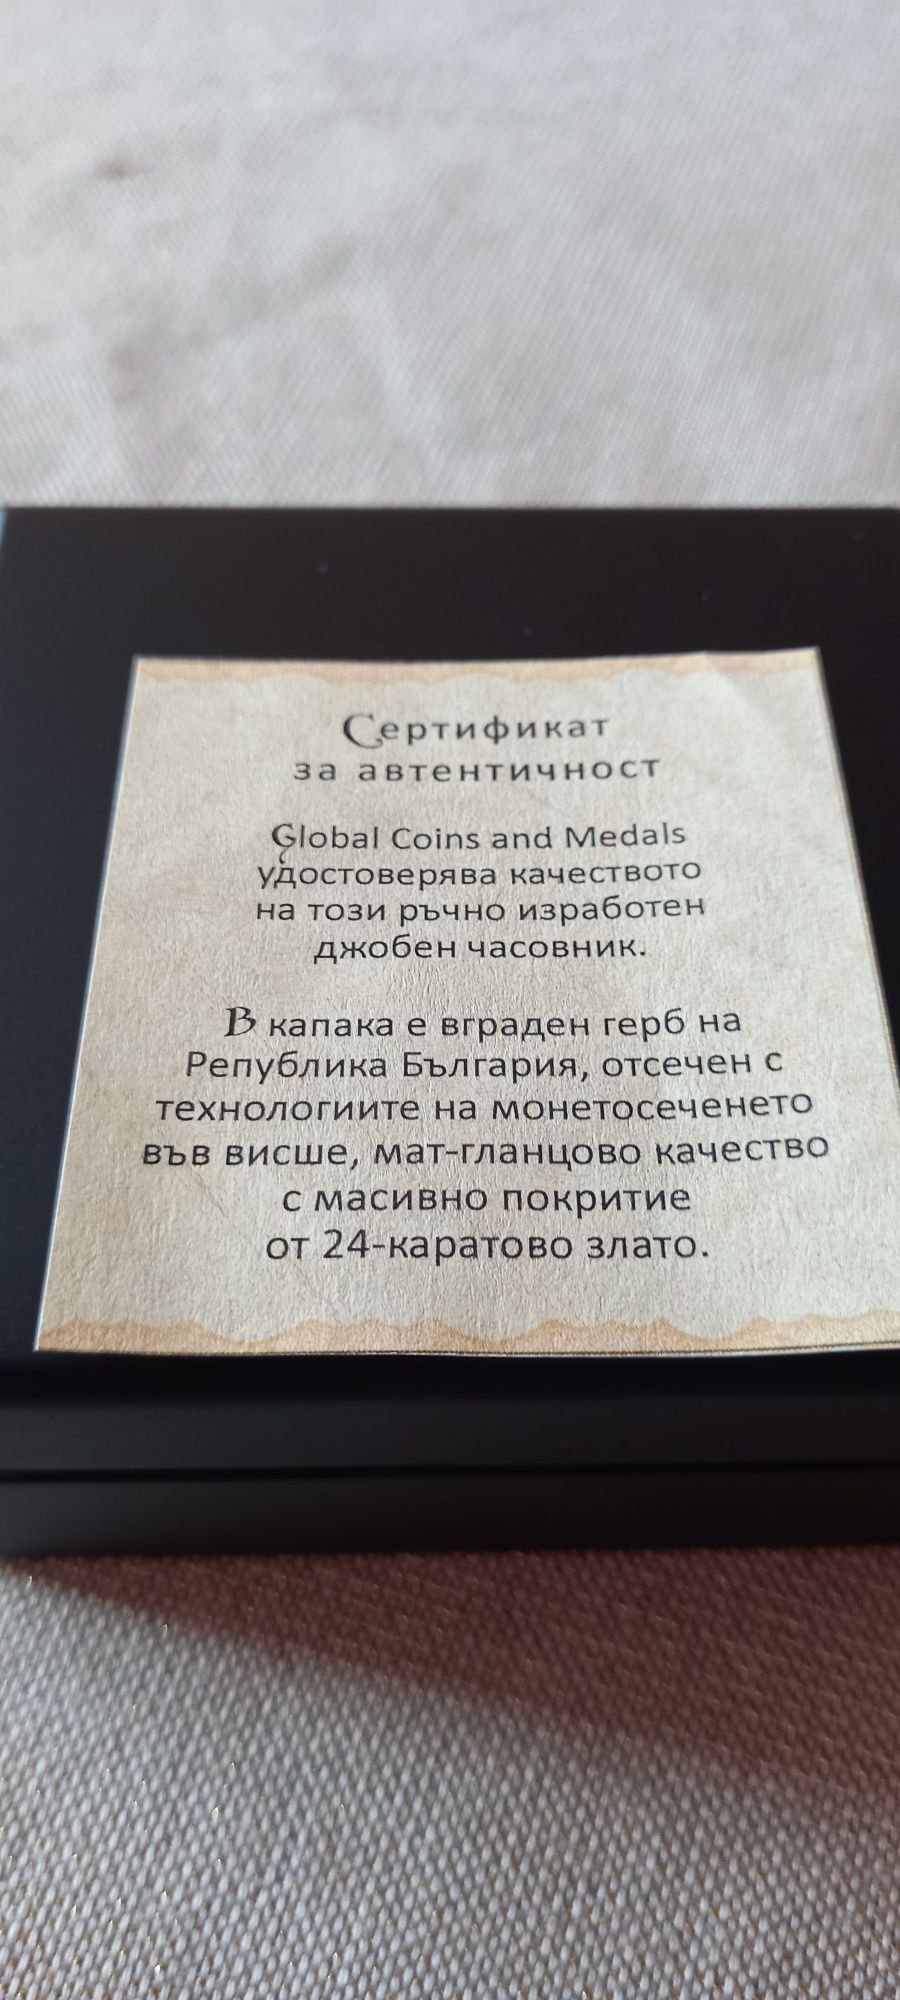 Сертификат
за автентичност
Global Coins and Medals
удостоверява качеството
на този ръчно изработен
джобен часовник.
В капака е вграден герб на
Република България, отсечен с
технологиите на монетосеченето
във висше, мат-гланцово качество
с масивно покритие
от 24-каратово злато.